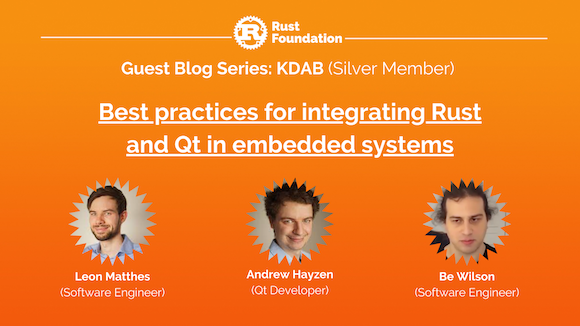 R
Rust
Foundation
Guest Blog Series: KDAB (Silver Member)
Best practices for integrating Rust
and Qt in embedded systems
Leon Matthes
(Software Engineer)
Andrew Hayzen
(Qt Developer)
Be Wilson
(Software Engineer)